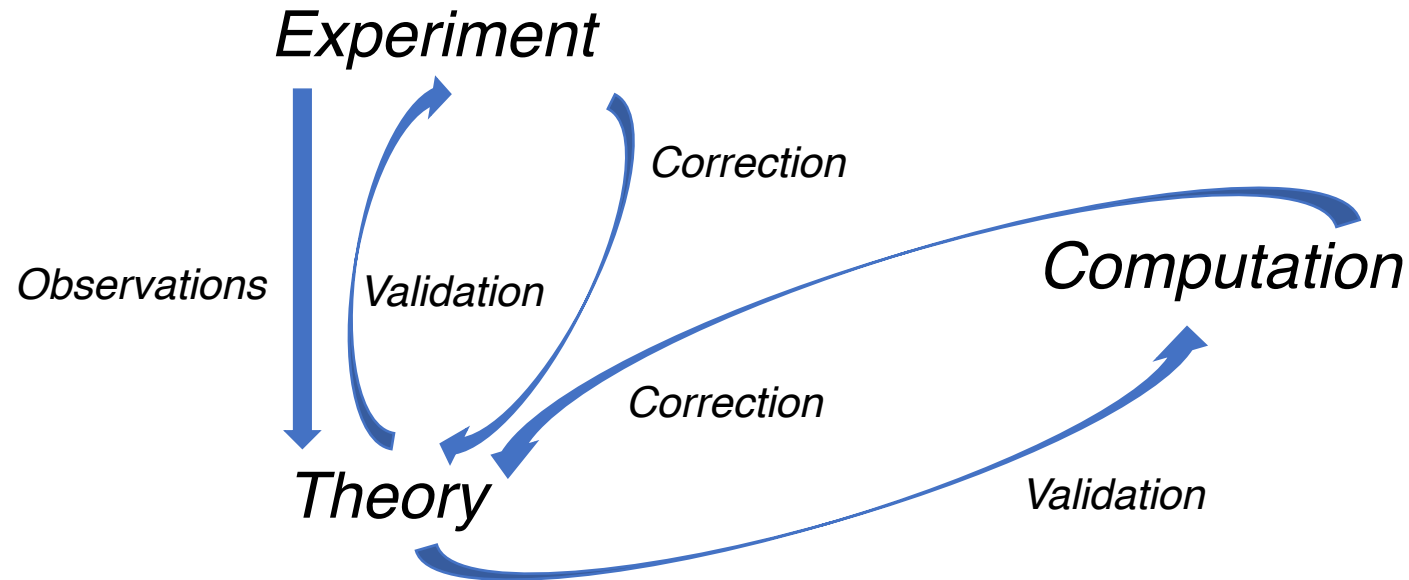 Experiment
Correction
Computation
Observations
Validation
Correction
Theory
Validation